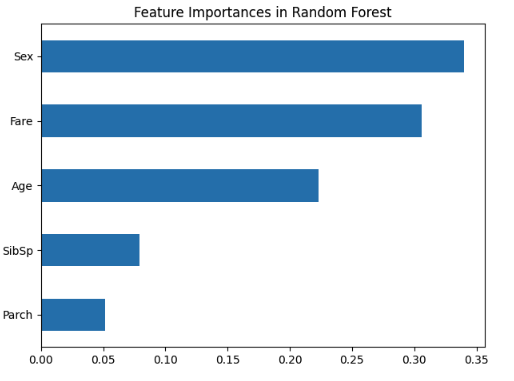 Feature Importances in Random Forest
Sex
Fare
Age
SibSp
Parch
0.00 0.05 0.10 0.15 0.20 0.25 0.30 0.35